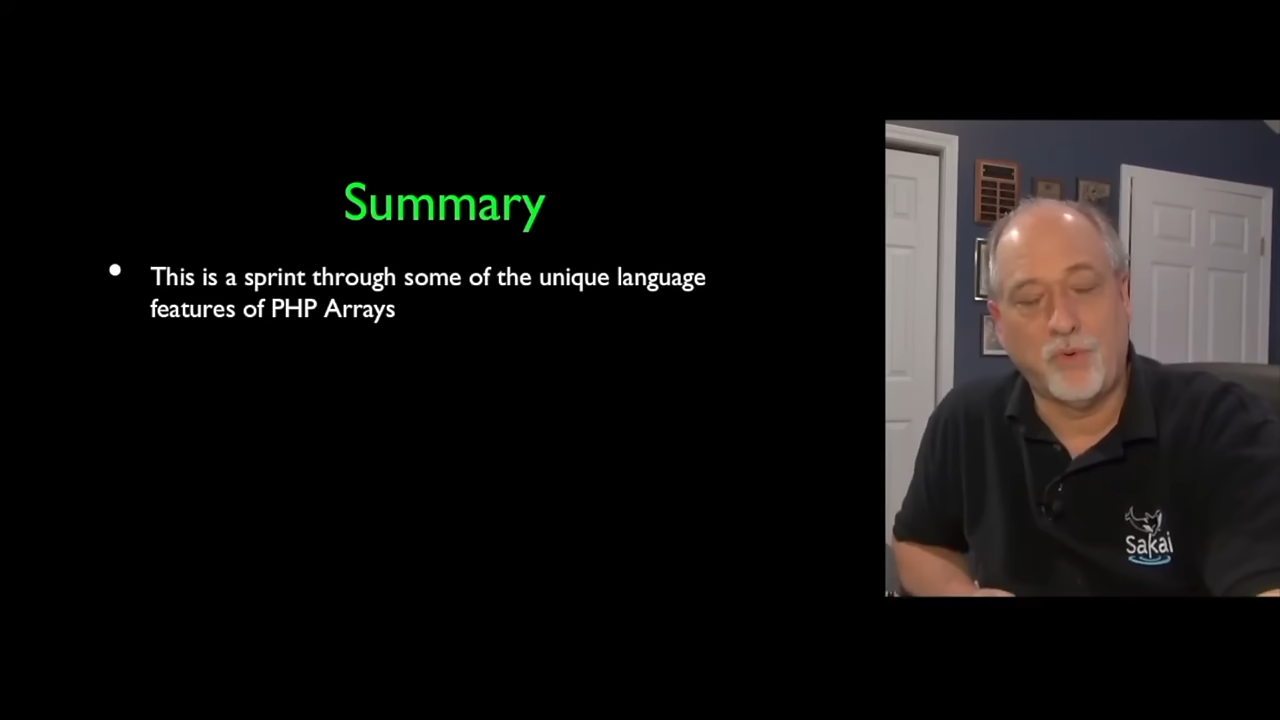 Summary
• This is a sprint through some of the unique language
features of PHP Arrays
Sakai